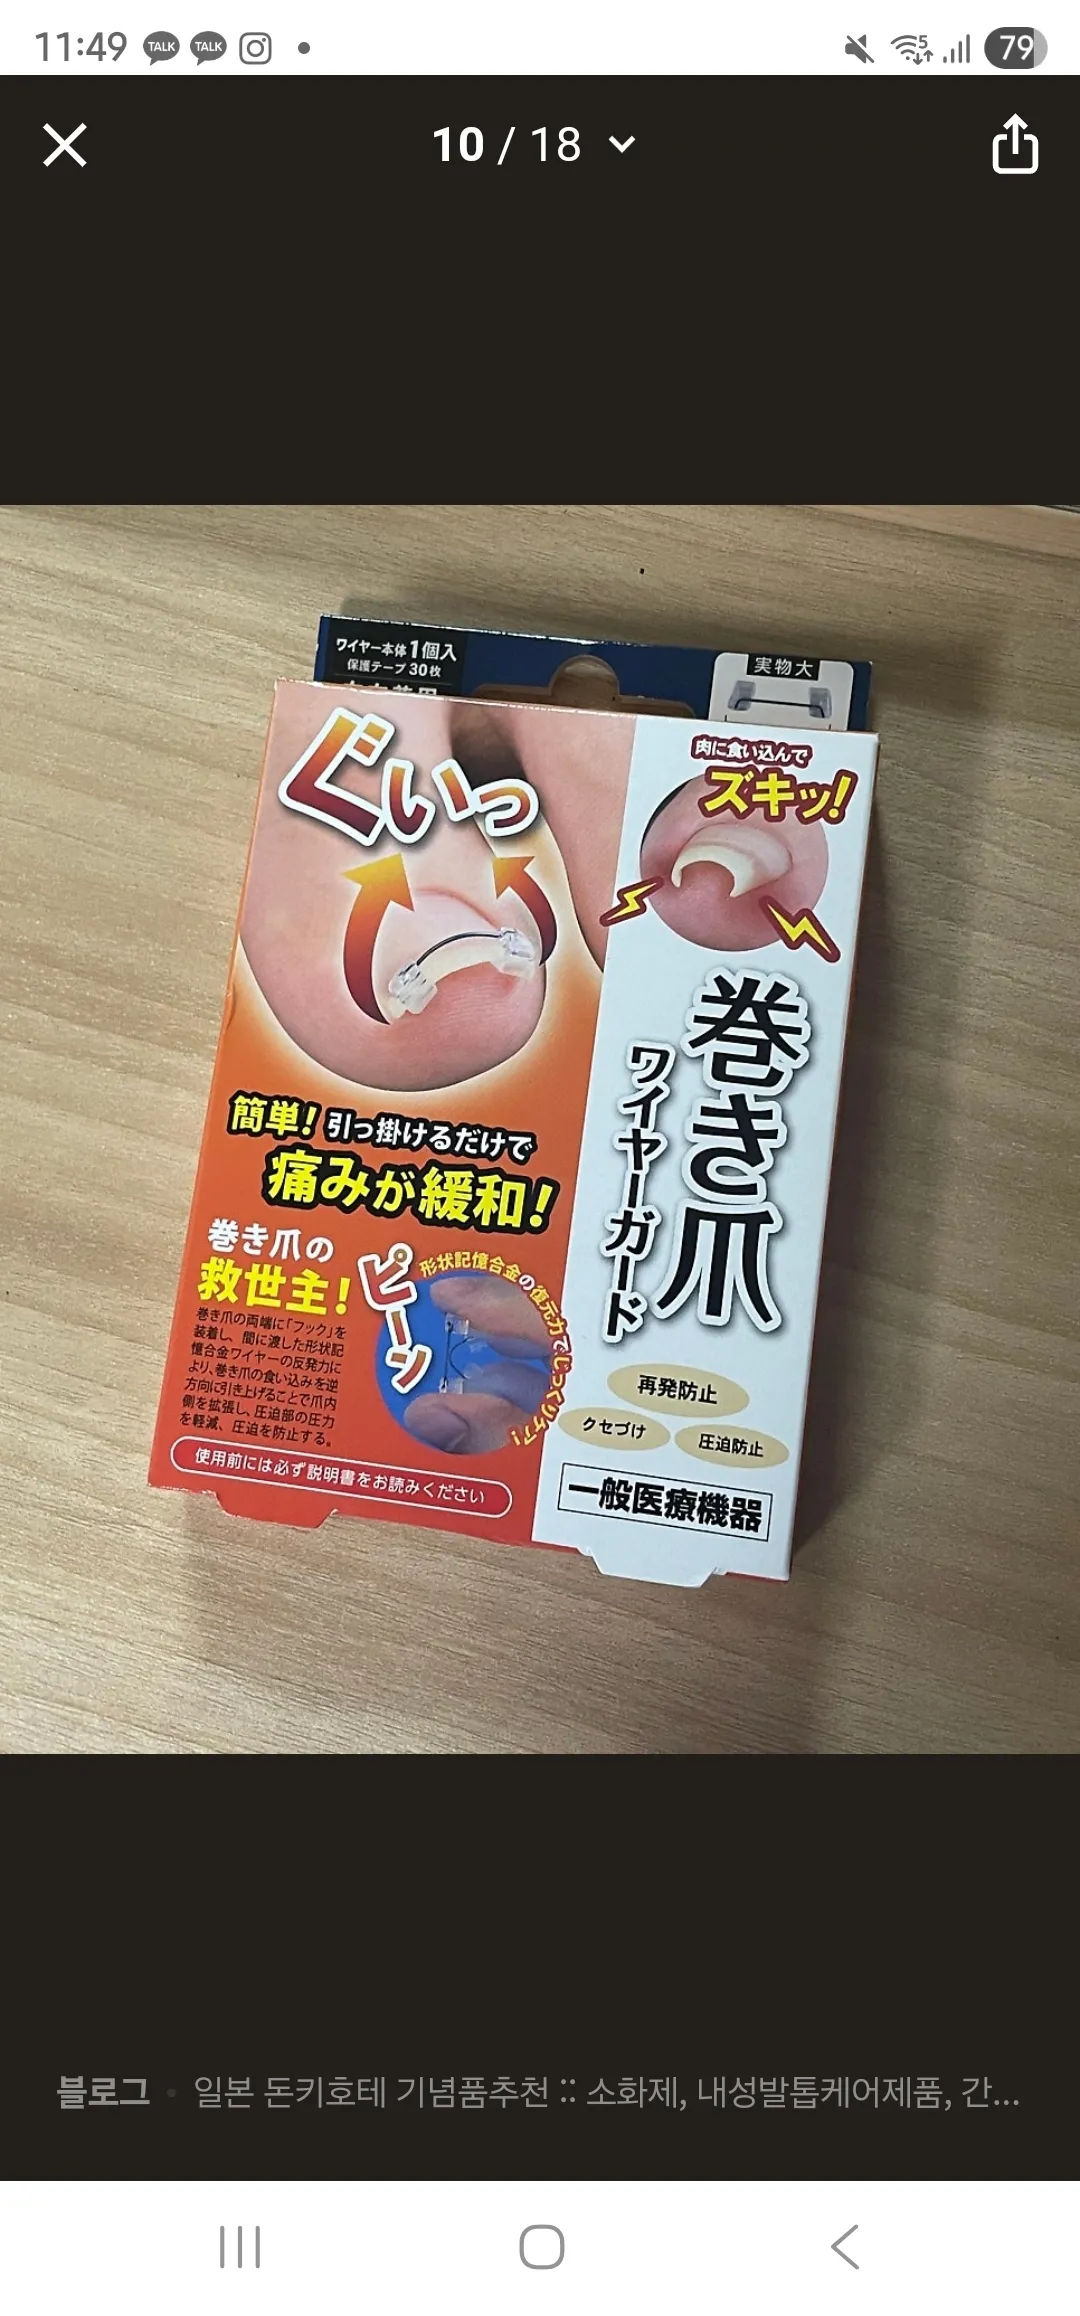 11:49
TALK
TALK
5
79
10 / 18
ワイヤー本体1個入
保護テープ30枚
実物大
ぐいっ
肉に食い込んで
ズキッ!
巻き爪
ワイヤーガード
簡単!引っ掛けるだけで
痛みが緩和!
巻き爪の
救世主!
巻き爪の両端に「フック」を
装着し、間に渡した形状記
憶合金ワイヤーの反発力に
より、巻き爪の食い込みを逆
方向に引き上げることで爪内
側を拡張し、圧迫部の圧力
を軽減、圧迫を防止する。
ピーン
形状記憶合金の復元力でじっくりケア!
使用前には必ず説明書をお読みください
再発防止
クセづけ
圧迫防止
一般医療機器
블로그 • 일본 돈키호테 기념품추천 :: 소화제, 내성발톱케어제품, 간...